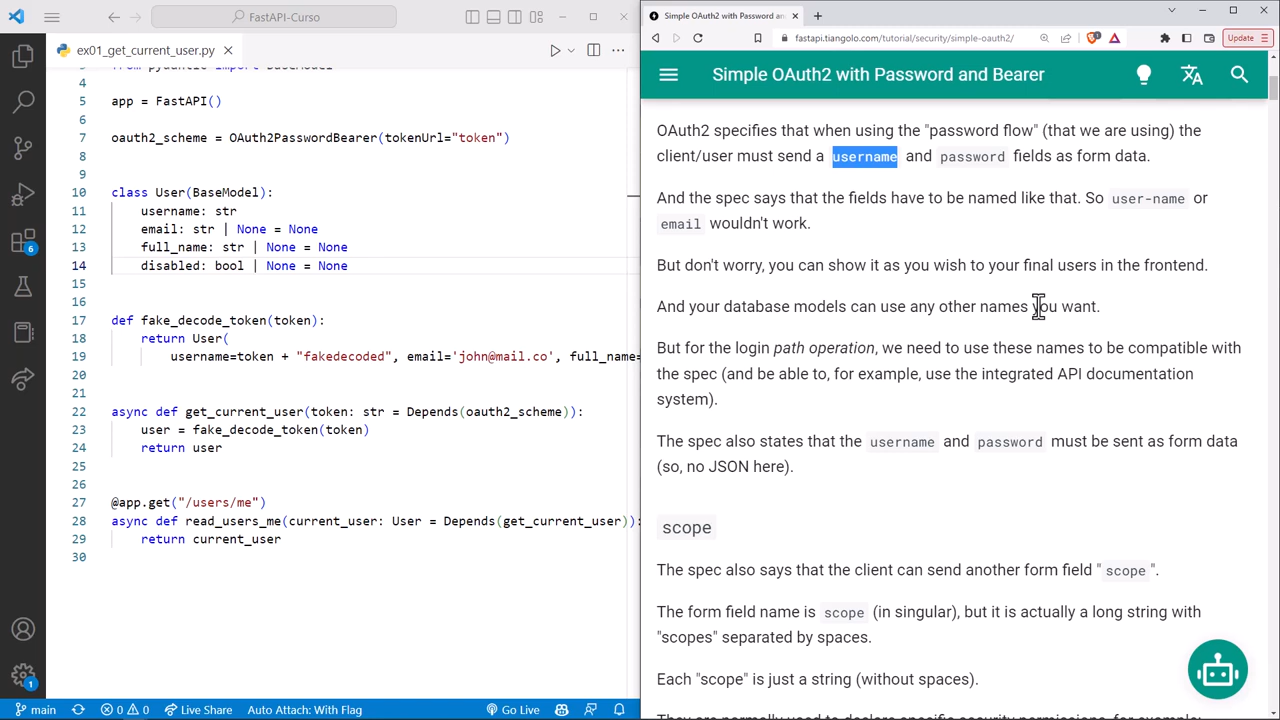 FastAPI-Curso
ex01_get_current_user.py
4
5 app = FastAPI()
6
7 oauth2_scheme = OAuth2PasswordBearer(tokenUrl="token")
8
9
10 class User(BaseModel):
11 username: str
12 email: str | None = None
13 full_name: str | None = None
14 disabled: bool | None = None
15
16
17 def fake_decode_token(token):
18 return User(
19 username=token + "fakedecoded", email='john@mail.co', full_name=
20
21
22 async def get_current_user(token: str = Depends(oauth2_scheme)):
23 user = fake_decode_token(token)
24 return user
25
26
27 @app.get("/users/me")
28 async def read_users_me(current_user: User = Depends(get_current_user)):
29 return current_user
30
6
1
main
0 0
Live Share
Auto Attach: With Flag
Go Live
Simple OAuth2 with Password and
fastapi.tiangolo.com/tutorial/security/simple-oauth2/
Update
Simple OAuth2 with Password and Bearer
OAuth2 specifies that when using the "password flow" (that we are using) the
client/user must send a username and password fields as form data.
And the spec says that the fields have to be named like that. So user-name or
email wouldn't work.
But don't worry, you can show it as you wish to your final users in the frontend.
And your database models can use any other names you want.
But for the login path operation, we need to use these names to be compatible with
the spec (and be able to, for example, use the integrated API documentation
system).
The spec also states that the username and password must be sent as form data
(so, no JSON here).
scope
The spec also says that the client can send another form field "scope".
The form field name is scope (in singular), but it is actually a long string with
"scopes" separated by spaces.
Each "scope" is just a string (without spaces).